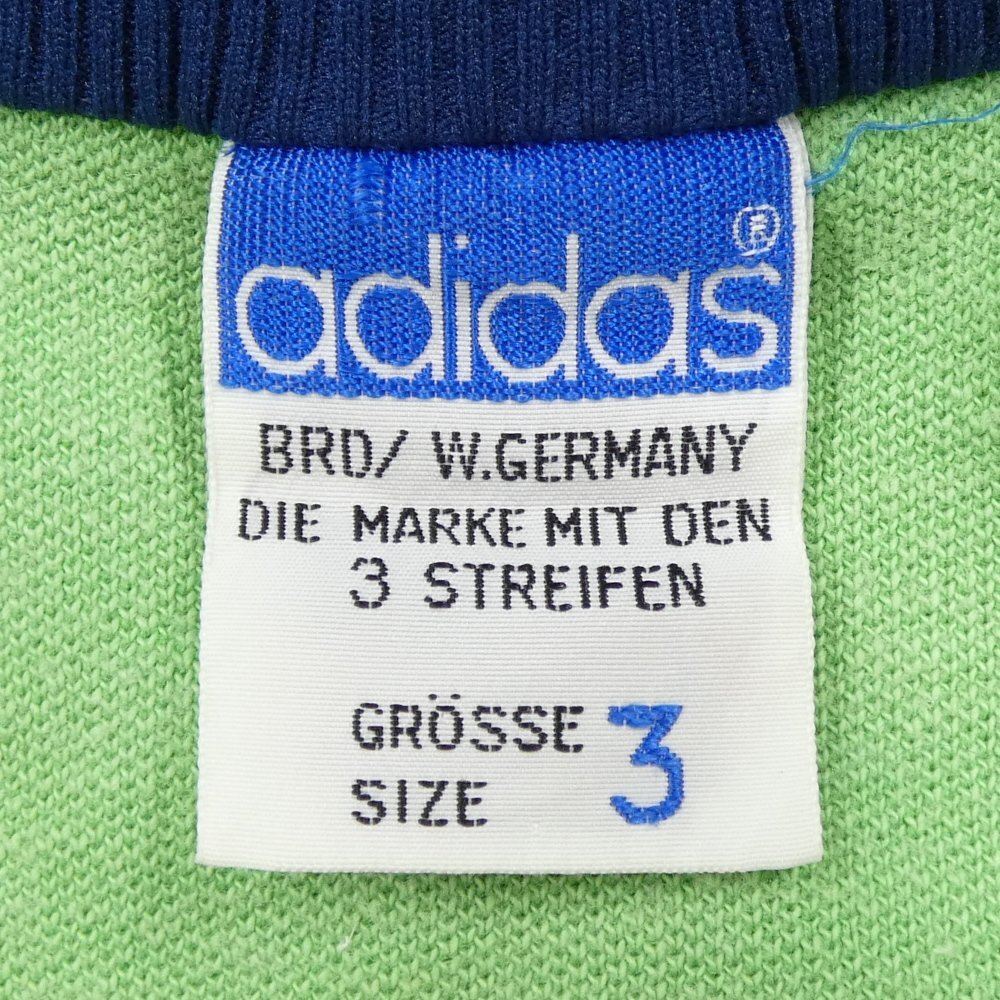 adidas®
BRD/ W.GERMANY
DIE MARKE MIT DEN
3 STREIFEN
GRÖSSE 3
SIZE